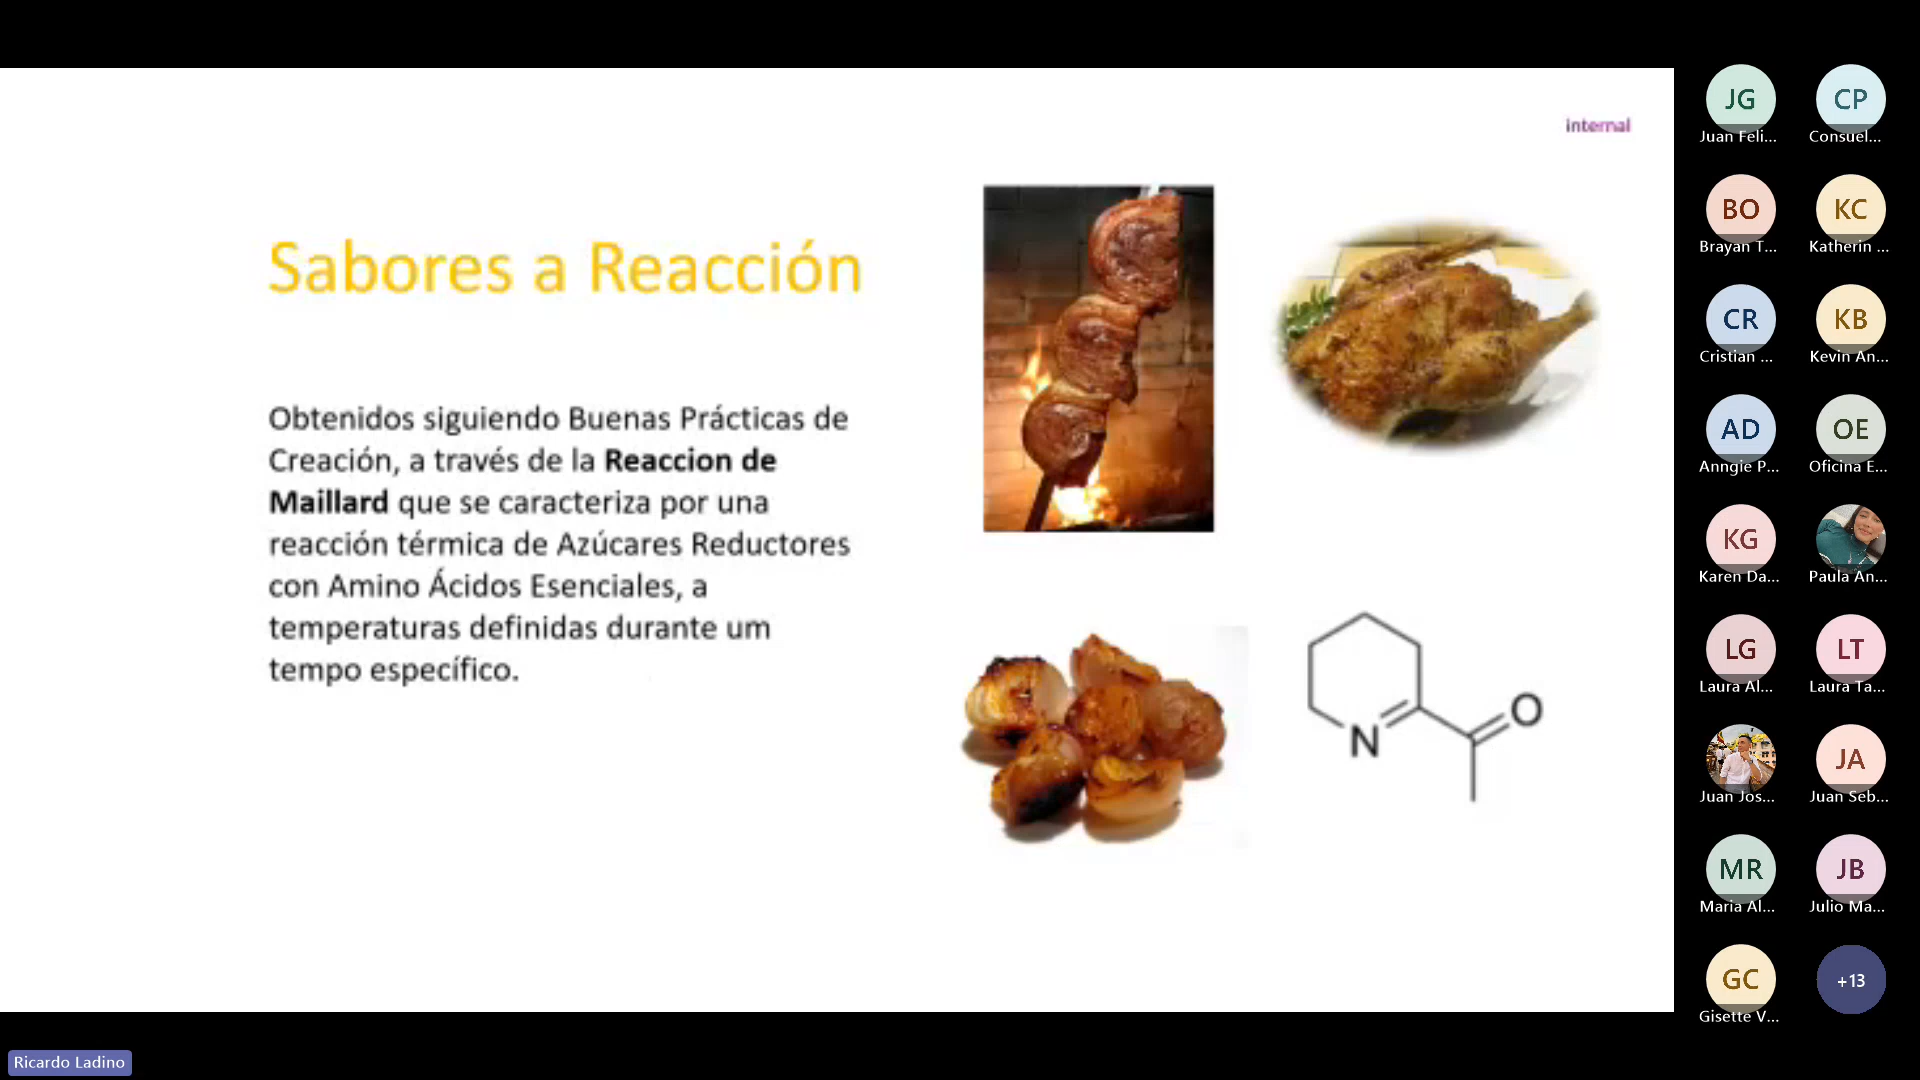 internal
Sabores a Reacción
Obtenidos siguiendo Buenas Prácticas de
Creación, a través de la Reaccion de
Maillard que se caracteriza por una
reacción térmica de Azúcares Reductores
con Amino Ácidos Esenciales, a
temperaturas definidas durante um
tempo específico.
N
O
JG
Juan Feli...
CP
Consuel...
BO
Brayan T...
KC
Katherin ...
CR
Cristian ...
KB
Kevin An...
AD
Anngie P...
OE
Oficina E...
KG
Karen Da...
Paula An...
LG
Laura Al...
LT
Laura Ta...
Juan Jos...
JA
Juan Seb...
MR
Maria Al...
JB
Julio Ma...
GC
Gisette V...
+13
Ricardo Ladino